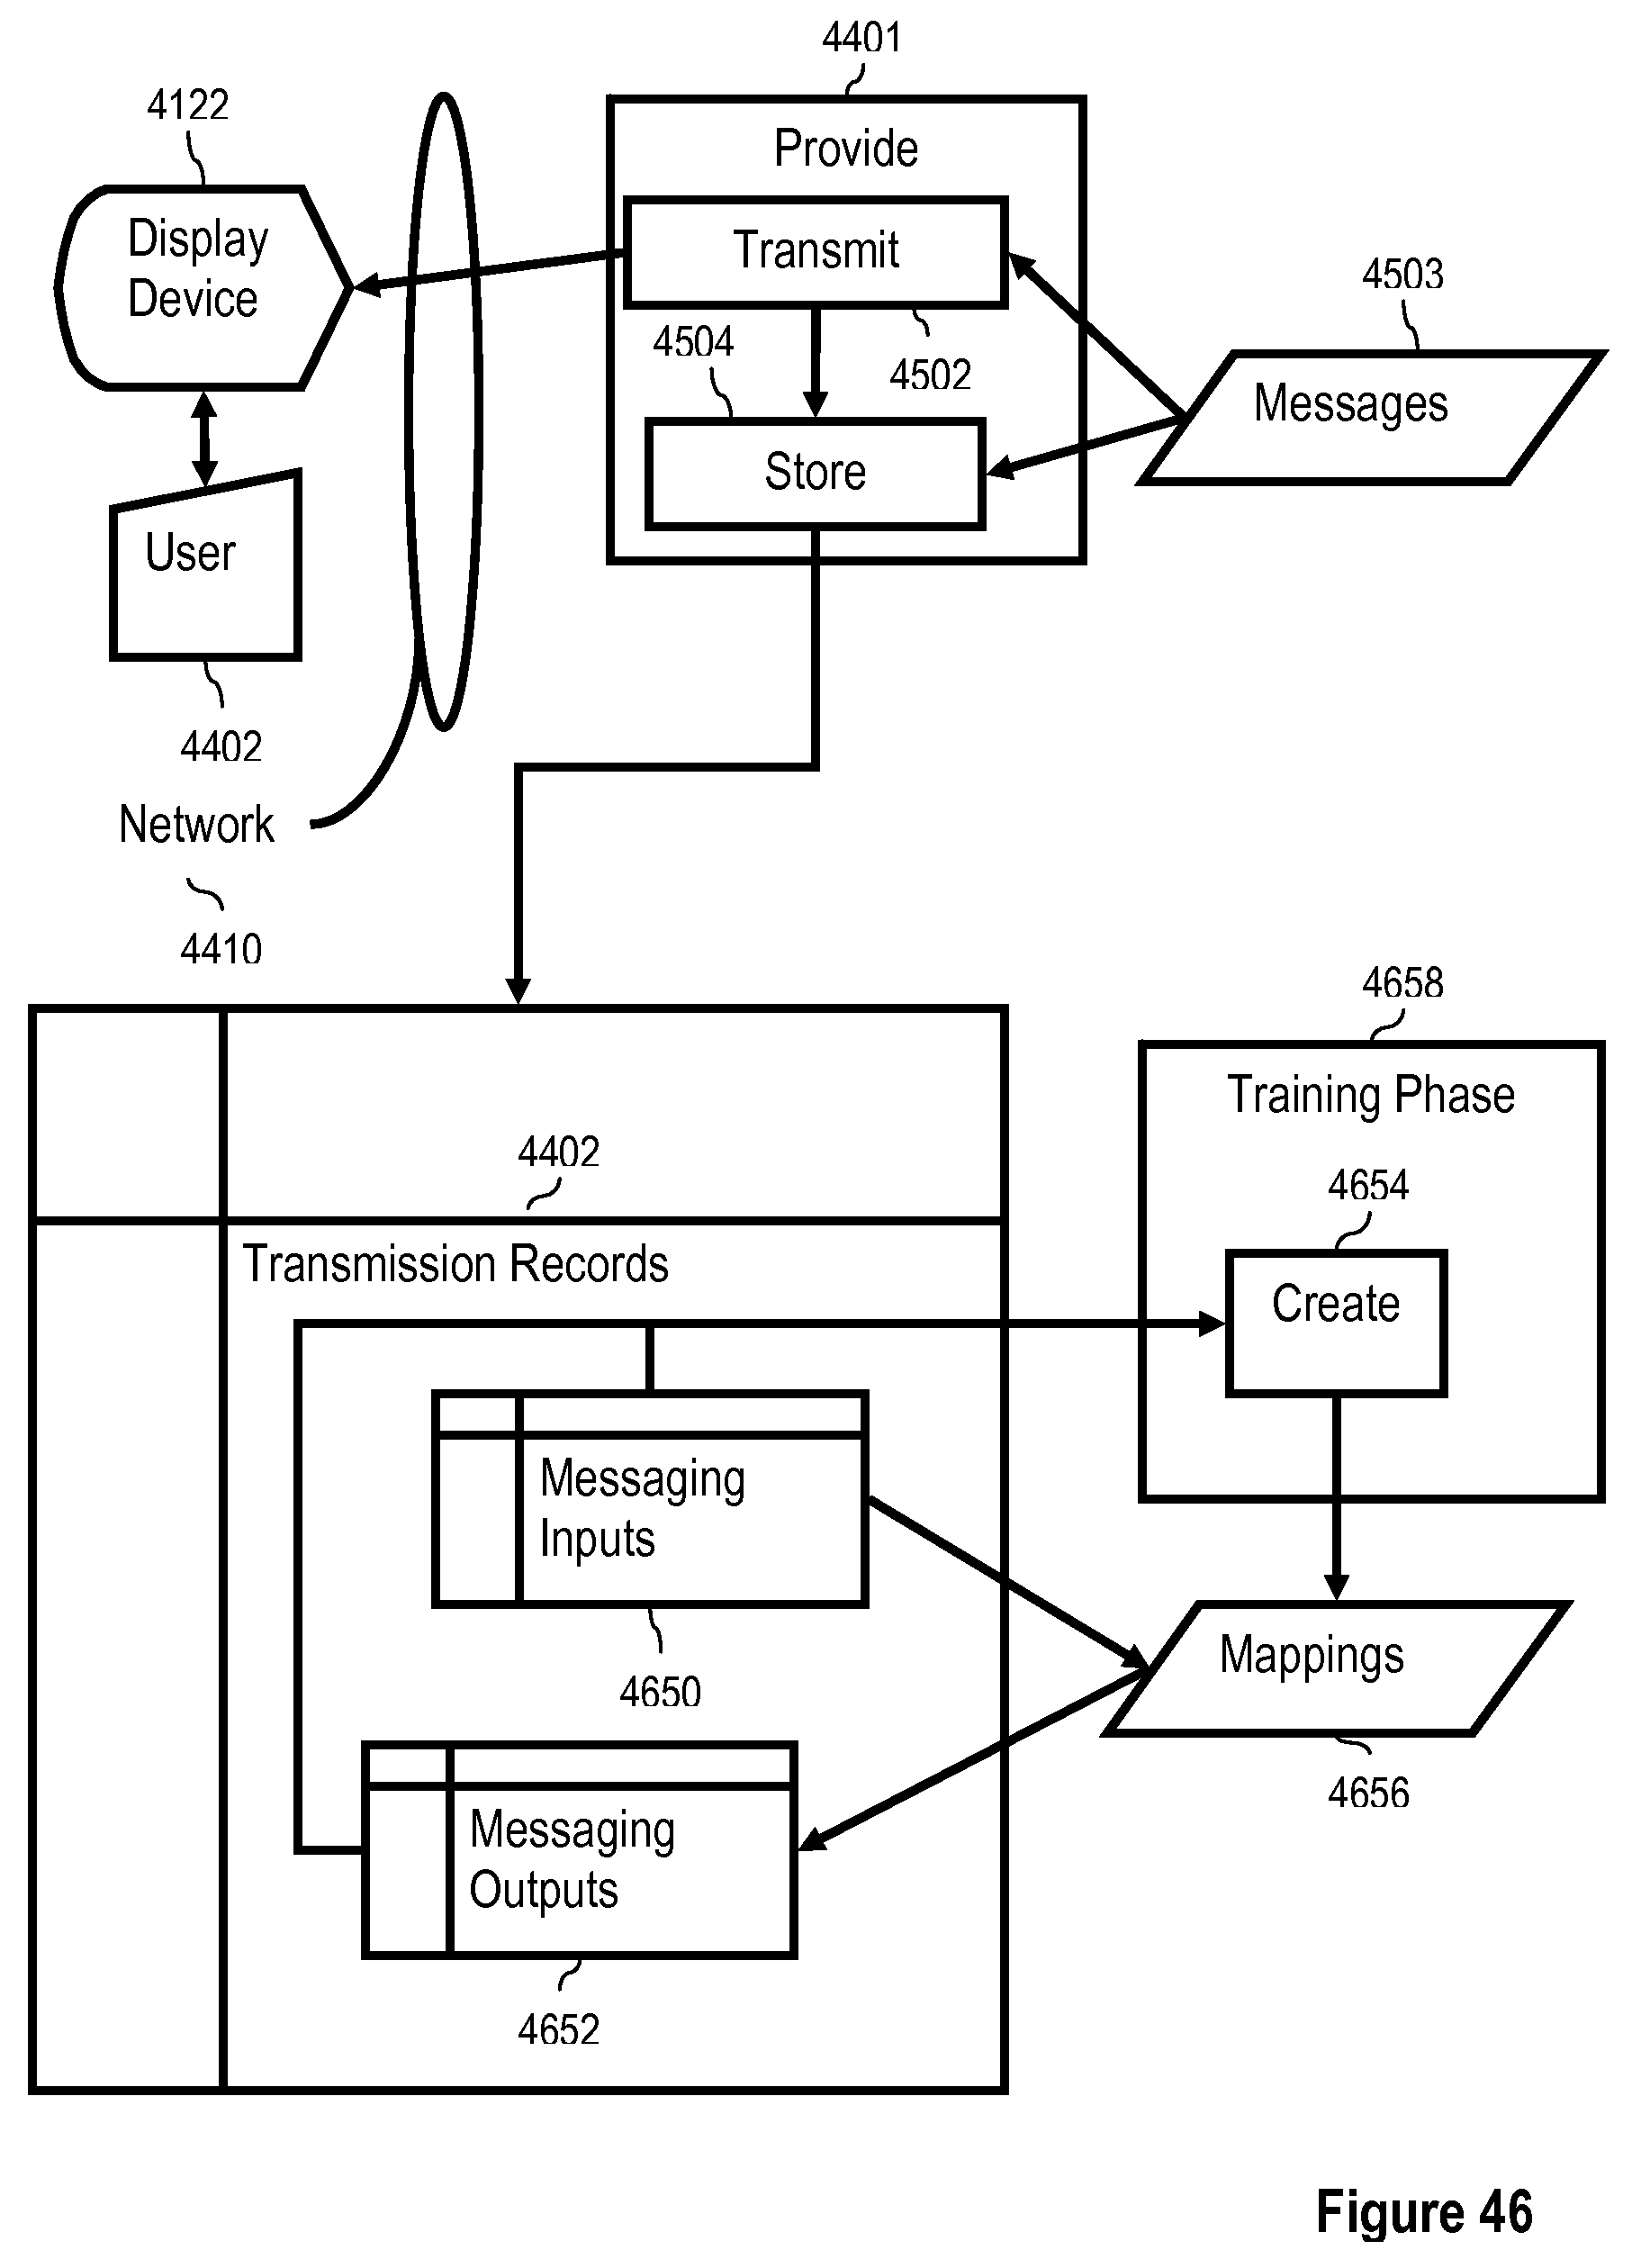 4401
4122
Provide
Display
Device
Transmit
4503
4504
4502
Messages
Store
User
4402
Network
4410
4658
Training Phase
4402
4654
Transmission Records
Create
Messaging
Inputs
4650
Mappings
4656
Messaging
Outputs
4652
Figure 46